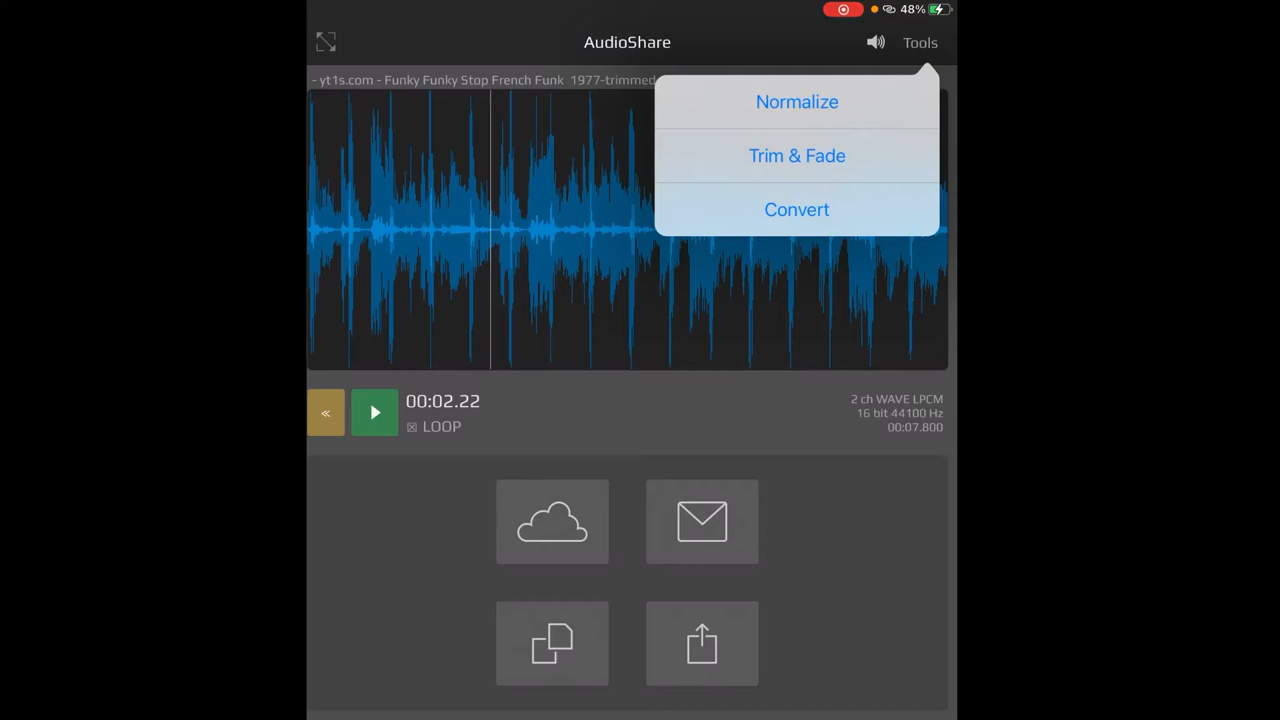 48%
AudioShare
Tools
- yt1s.com - Funky Funky Stop French Funk 1977-trimmed
Normalize
Trim & Fade
Convert
00:02.22
LOOP
2 ch WAVE LPCM
16 bit 44100 Hz
00:07.800